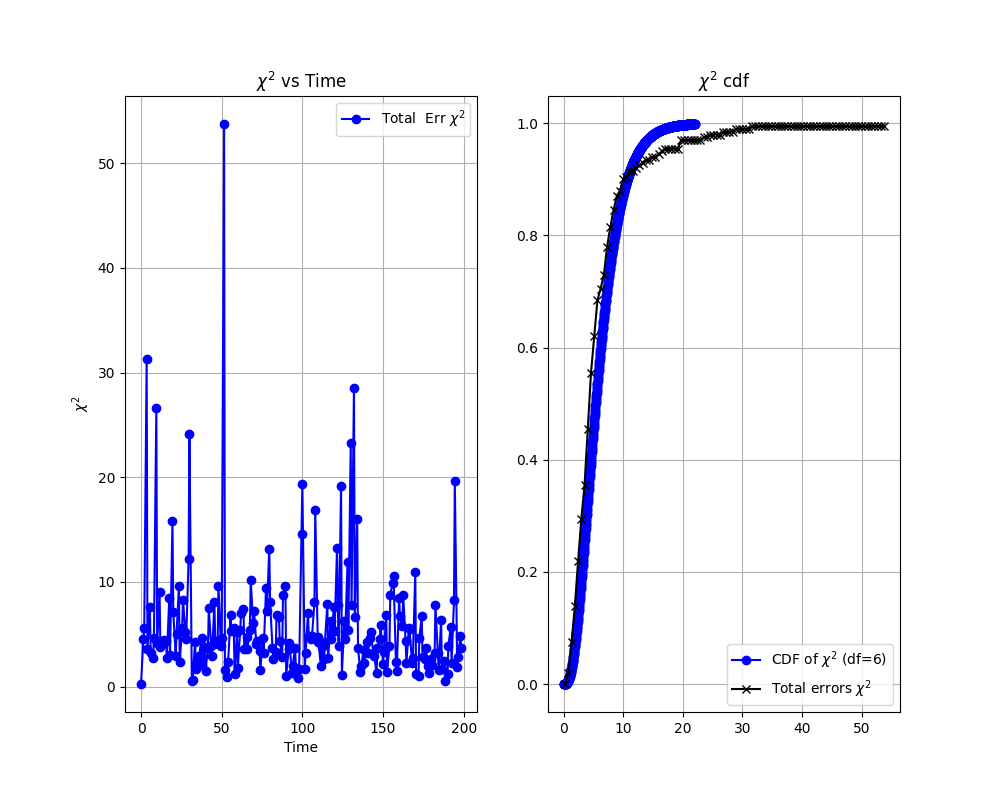 χ² vs Time
Total Err χ²
50
40
30
20
10
0
χ²
0 50 100 150 200
Time
χ² cdf
1.0
0.8
0.6
0.4
0.2
0.0
CDF of χ² (df=6)
Total errors χ²
0 10 20 30 40 50